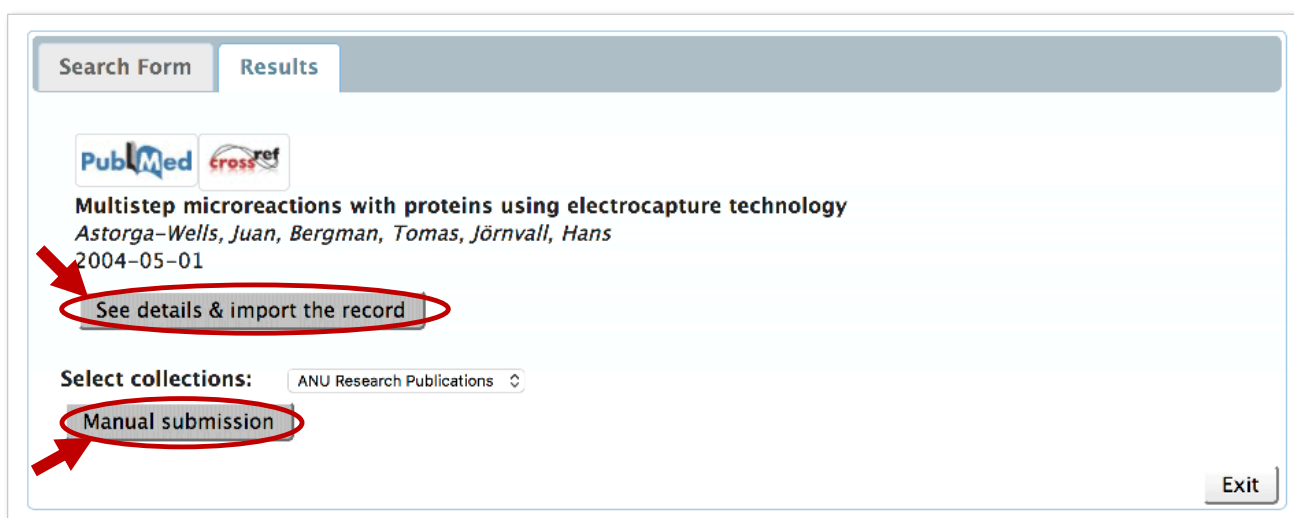 Search Form Results
PubMed crossref
Multistep microreactions with proteins using electrocapture technology
Astorga-Wells, Juan, Bergman, Tomas, Jörnvall, Hans
2004-05-01
See details & import the record
Select collections: ANU Research Publications
Manual submission
Exit